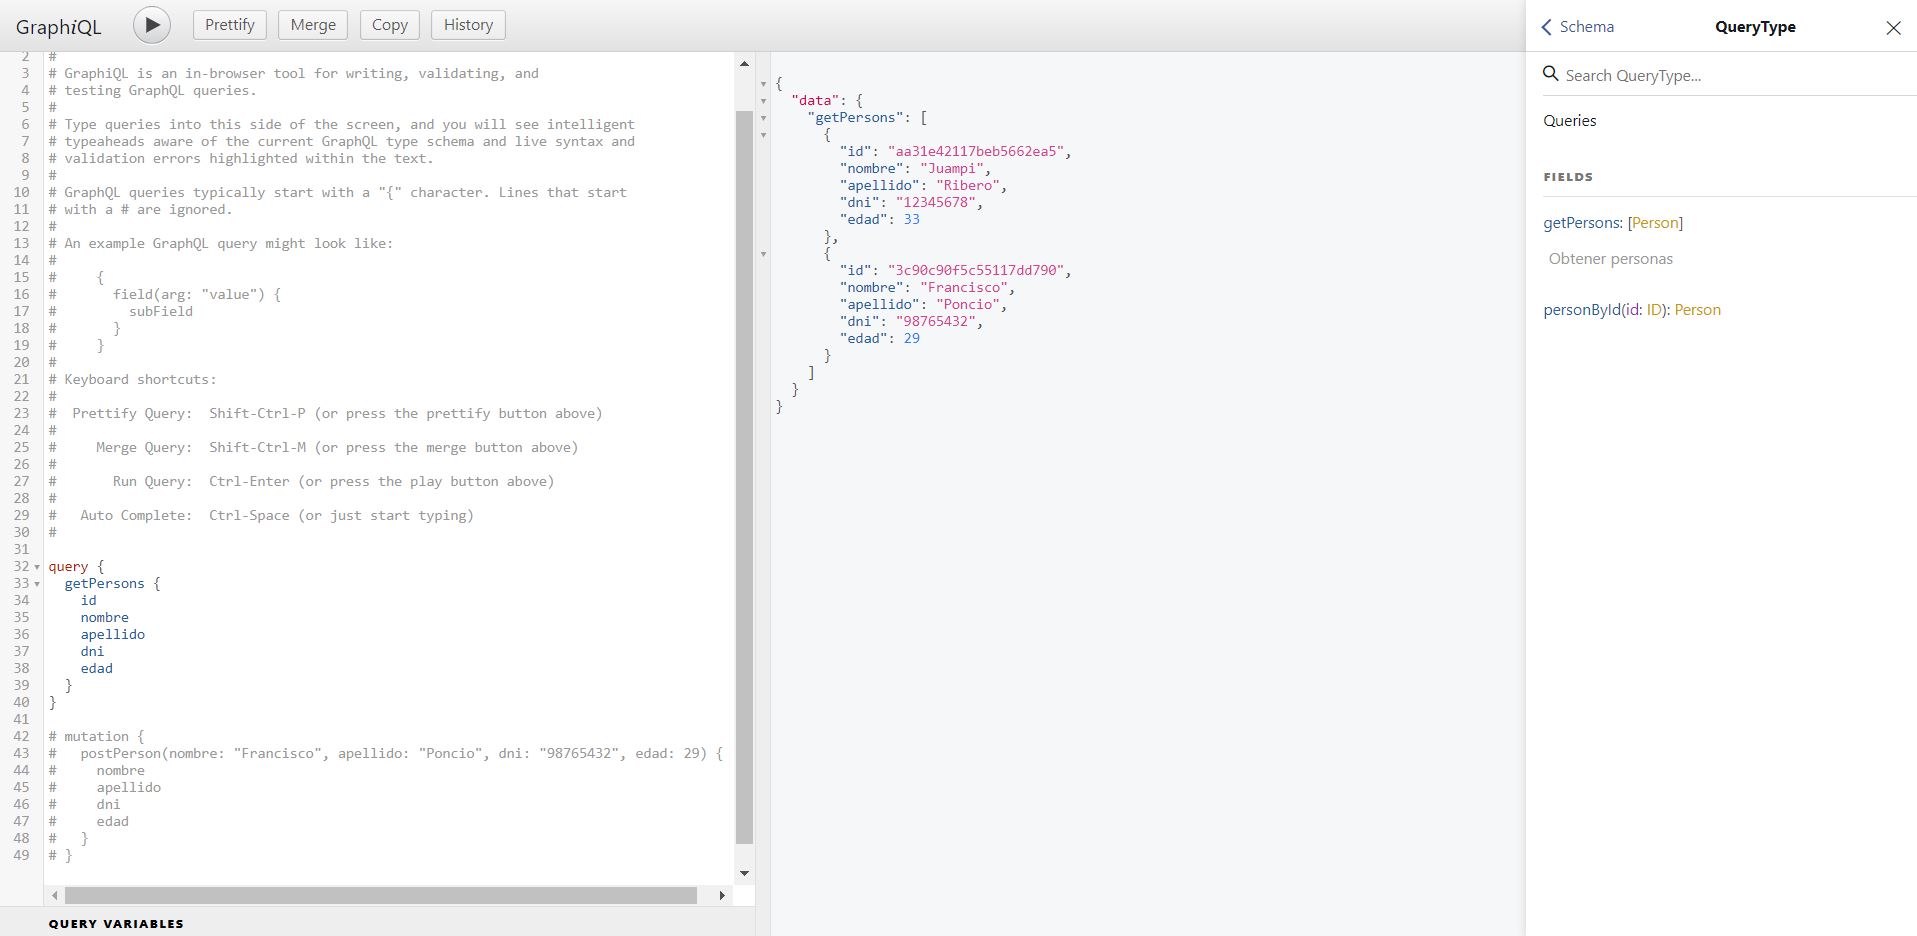 GraphiQL
Prettify
Merge
Copy
History
2 #
3 # GraphiQL is an in-browser tool for writing, validating, and
4 # testing GraphQL queries.
5 #
6 # Type queries into this side of the screen, and you will see intelligent
7 # typeaheads aware of the current GraphQL type schema and live syntax and
8 # validation errors highlighted within the text.
9 #
10 # GraphQL queries typically start with a "{" character. Lines that start
11 # with a # are ignored.
12 #
13 # An example GraphQL query might look like:
14 #
15 #     {
16 #       field(arg: "value") {
17 #         subField
18 #       }
19 #     }
20 #
21 # Keyboard shortcuts:
22 #
23 #  Prettify Query:  Shift-Ctrl-P (or press the prettify button above)
24 #
25 #     Merge Query:  Shift-Ctrl-M (or press the merge button above)
26 #
27 #       Run Query:  Ctrl-Enter (or press the play button above)
28 #
29 #   Auto Complete:  Ctrl-Space (or just start typing)
30 #
31
32 query {
33   getPersons {
34     id
35     nombre
36     apellido
37     dni
38     edad
39   }
40 }
41
42 # mutation {
43 #   postPerson(nombre: "Francisco", apellido: "Poncio", dni: "98765432", edad: 29) {
44 #     nombre
45 #     apellido
46 #     dni
47 #     edad
48 #   }
49 # }
QUERY VARIABLES
{
  "data": {
    "getPersons": [
      {
        "id": "aa31e42117beb5662ea5",
        "nombre": "Juampi",
        "apellido": "Ribero",
        "dni": "12345678",
        "edad": 33
      },
      {
        "id": "3c90c90f5c55117dd790",
        "nombre": "Francisco",
        "apellido": "Poncio",
        "dni": "98765432",
        "edad": 29
      }
    ]
  }
}
Schema
QueryType
Search QueryType...
Queries
FIELDS
getPersons: [Person]
Obtener personas
personById(id: ID): Person